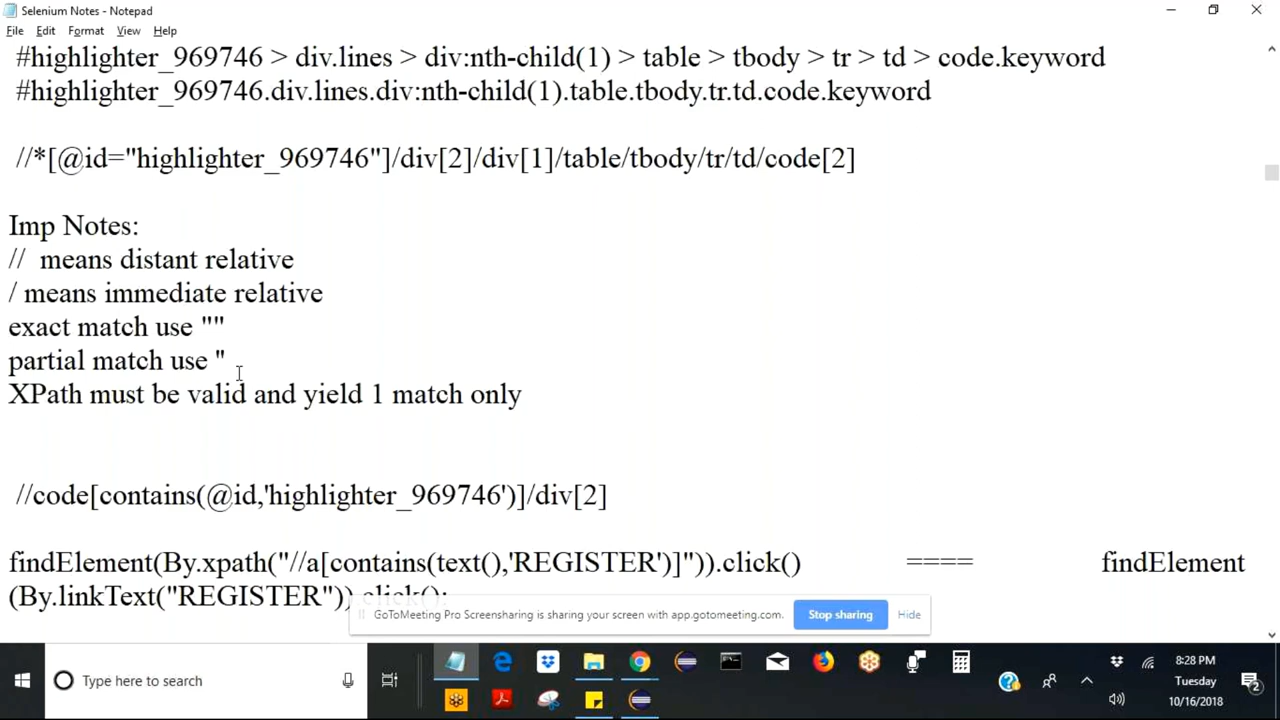 Selenium Notes - Notepad
File Edit Format View Help
#highlighter_969746 > div.lines > div:nth-child(1) > table > tbody > tr > td > code.keyword
#highlighter_969746.div.lines.div:nth-child(1).table.tbody.tr.td.code.keyword
//*[@id="highlighter_969746"]/div[2]/div[1]/table/tbody/tr/td/code[2]
Imp Notes:
// means distant relative
/ means immediate relative
exact match use ""
partial match use "
XPath must be valid and yield 1 match only
//code[contains(@id,'highlighter_969746')]/div[2]
findElement(By.xpath("//a[contains(text(),'REGISTER')]")).click() ==== findElement
(By.linkText("REGISTER")).click();
GoToMeeting Pro Screensharing is sharing your screen with app.gotomeeting.com. Stop sharing Hide
Type here to search
8:28 PM
Tuesday
10/16/2018
2